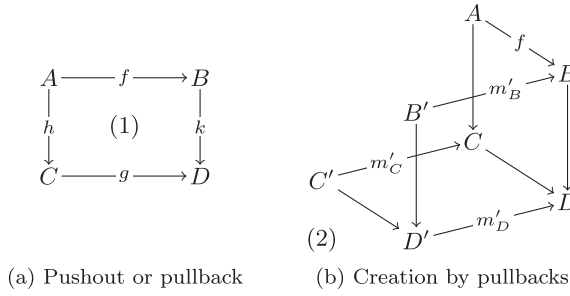 A f B
h (1) k
C g D
(a) Pushout or pullback
A
f
m'_B B
B'
C
m'_C
C'
D
m'_D
(2) D'
(b) Creation by pullbacks